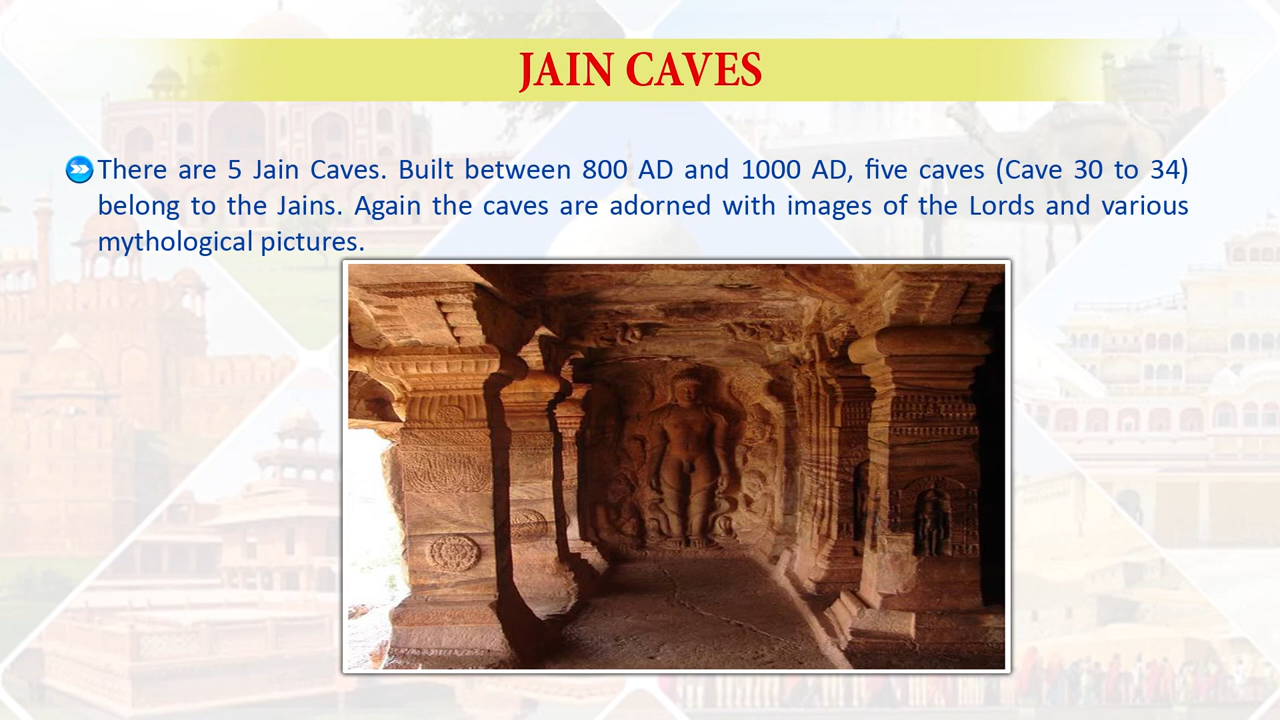 JAIN CAVES
There are 5 Jain Caves. Built between 800 AD and 1000 AD, five caves (Cave 30 to 34)
belong to the Jains. Again the caves are adorned with images of the Lords and various
mythological pictures.